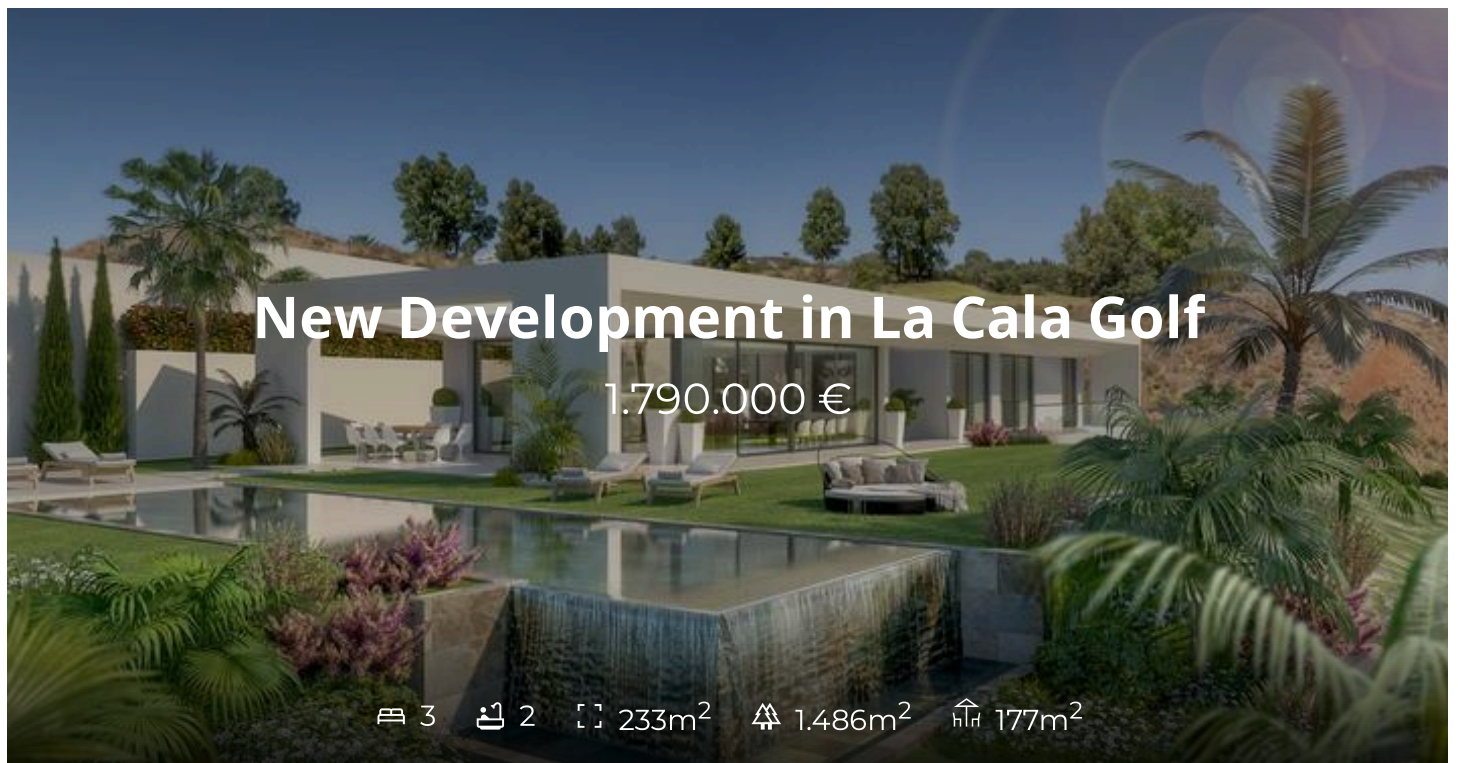 New Development in La Cala Golf
1.790.000 €
3 2 233m² 1.486m² 177m²